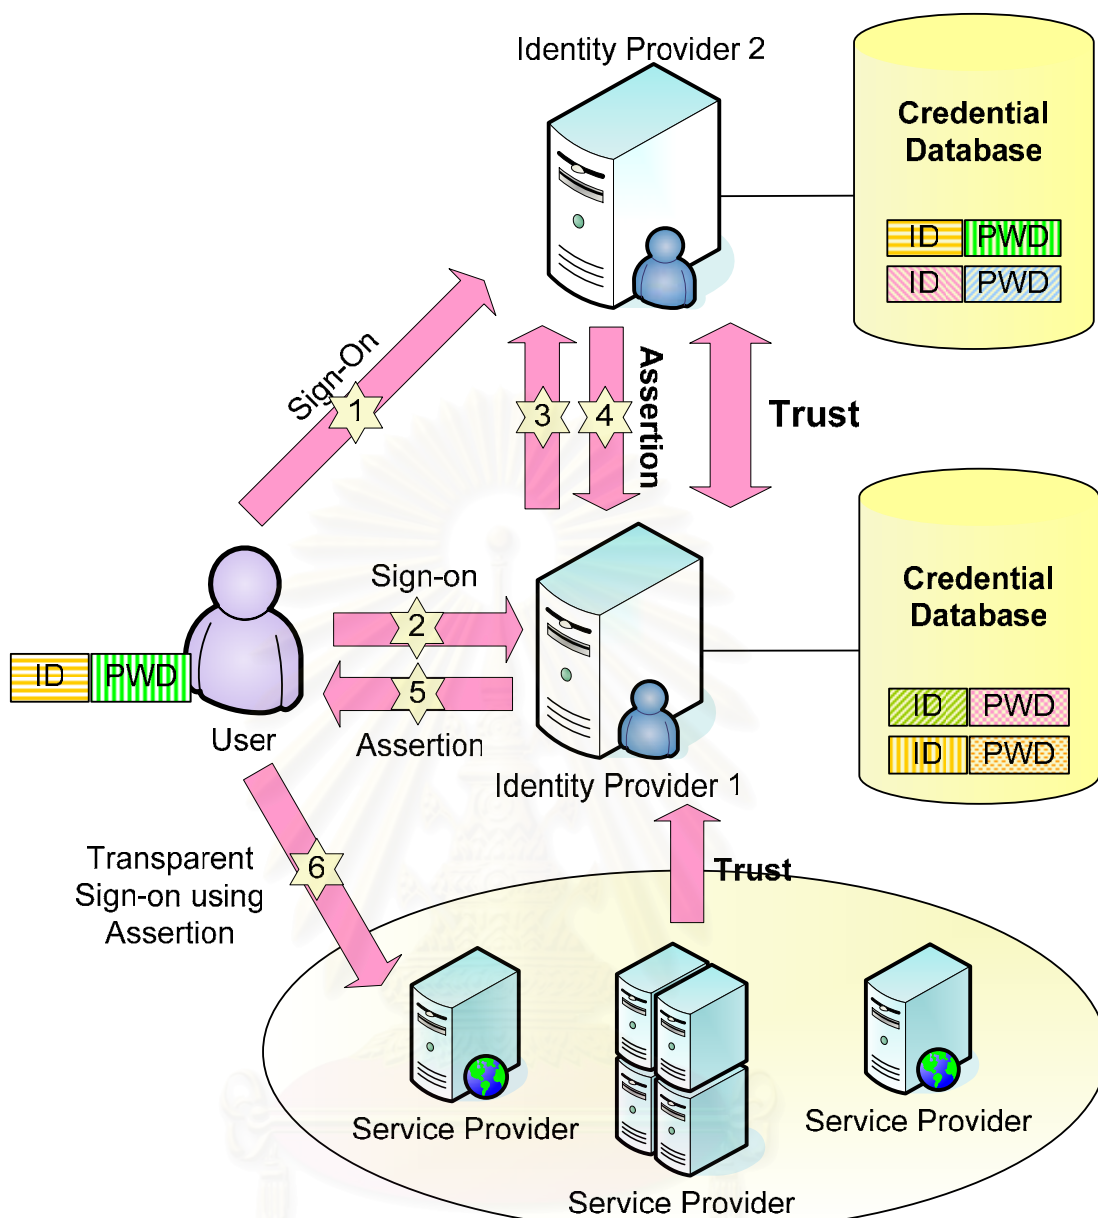 Identity Provider 2
Credential
Database
ID PWD
ID PWD
Sign-On
1
3
4
Assertion
Trust
Sign-on
2
5
Assertion
ID PWD
User
Identity Provider 1
Credential
Database
ID PWD
ID PWD
Transparent
Sign-on using
Assertion
6
Trust
Service Provider
Service Provider
Service Provider